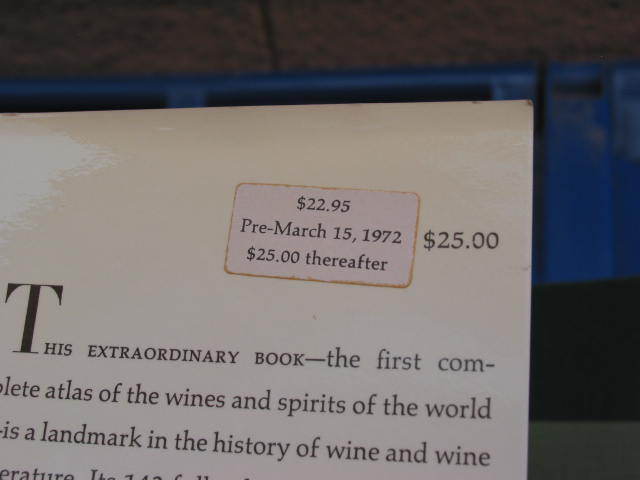 $22.95
Pre-March 15, 1972
$25.00 thereafter
$25.00
THIS EXTRAORDINARY BOOK—the first com-
plete atlas of the wines and spirits of the world
—is a landmark in the history of wine and wine